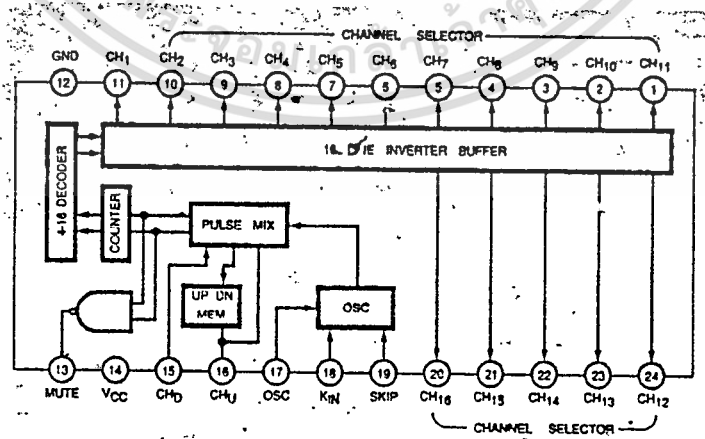 CHANNEL SELECTOR
GND CH1 CH2 CH3 CH4 CH5 CH6 CH7 CH8 CH9 CH10 CH11
12 11 10 9 8 7 6 5 4 3 2 1
INVERTER BUFFER
4-16 DECODER
COUNTER
PULSE MIX
UP DN
MEM
OSC
13 14 15 16 17 18 19 20 21 22 23 24
MUTE VCC CHD CHU OSC KIN SKIP CH16 CH15 CH14 CH13 CH12
CHANNEL SELECTOR